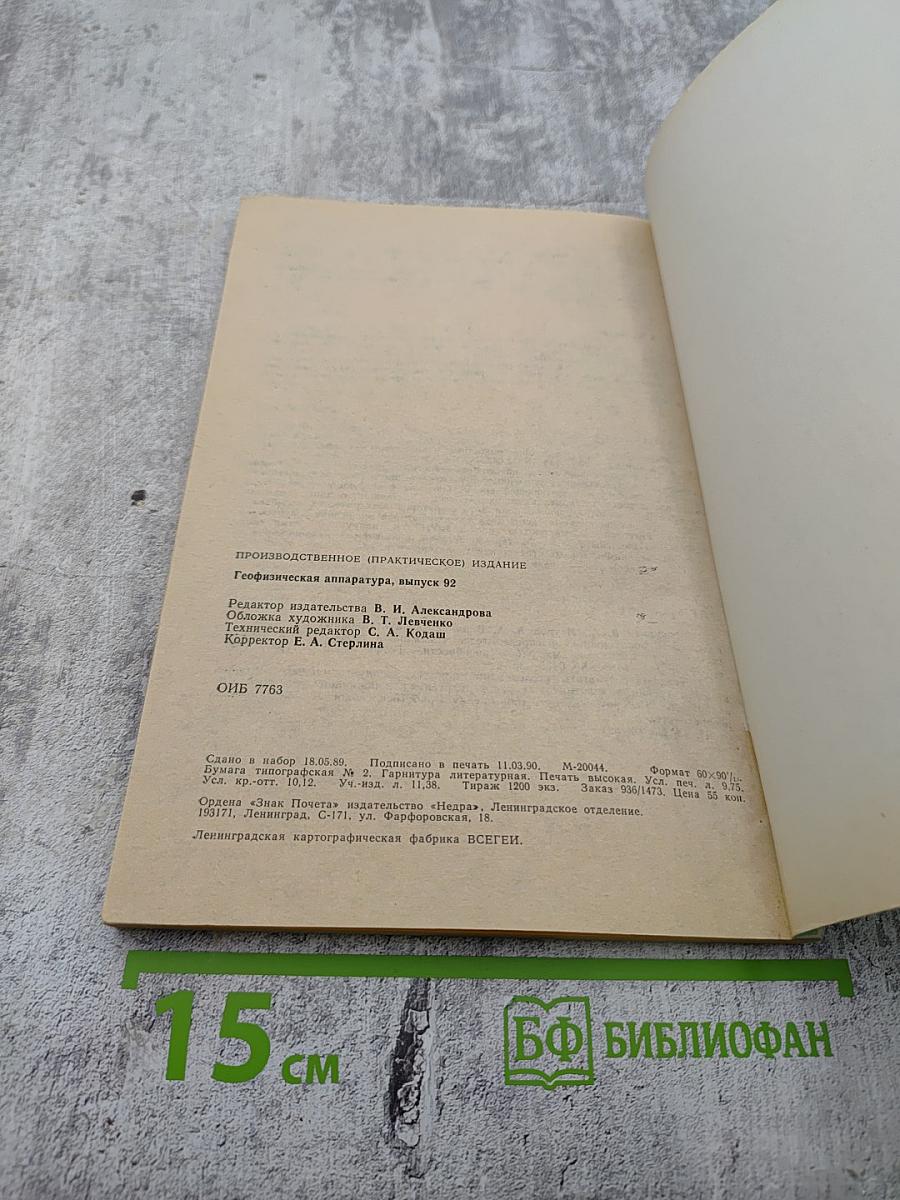 ПРОИЗВОДСТВЕННОЕ (ПРАКТИЧЕСКОЕ) ИЗДАНИЕ
Геофизическая аппаратура, выпуск 92
Редактор издательства В. И. Александрова
Обложка художника В. Т. Левченко
Технический редактор С. А. Кодаш
Корректор Е. А. Стерлина
ОИБ 7763
Сдано в набор 18.05.89. Подписано в печать 11.03.90. М-20044. Формат 60×90¹/₁₆.
Бумага типографская № 2. Гарнитура литературная. Печать высокая. Усл. печ. л. 9,75.
Усл. кр.-отт. 10,12. Уч.-изд. л. 11,38. Тираж 1200 экз. Заказ 936/1473. Цена 55 коп.
Ордена «Знак Почета» издательство «Недра», Ленинградское отделение.
193171, Ленинград, С-171, ул. Фарфоровская, 18.
Ленинградская картографическая фабрика ВСЕГЕИ.
15 см
БФ БИБЛИОФАН